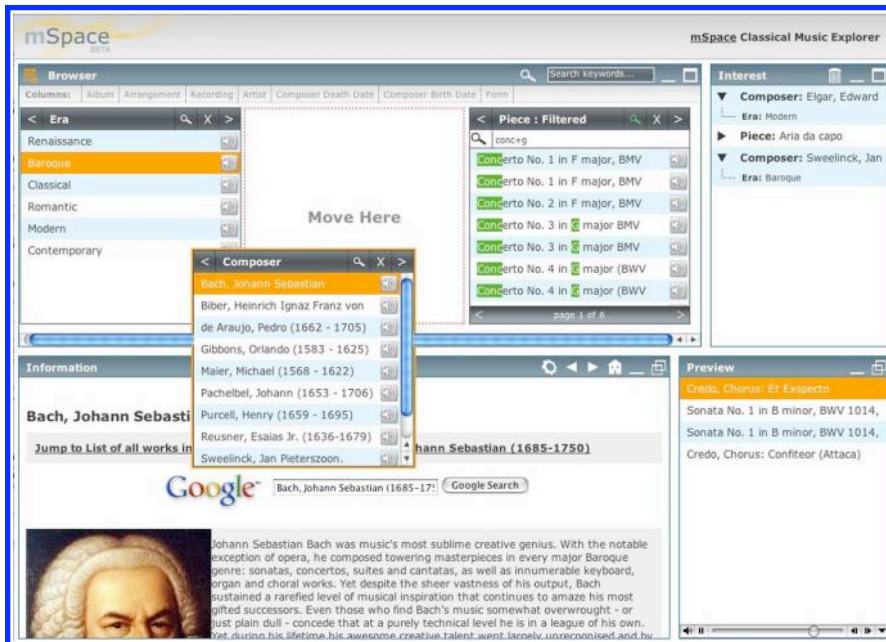 mSpace
BETA
mSpace Classical Music Explorer
Browser
Search keywords...
Columns: Album Arrangement Recording Artist Composer Death Date Composer Birth Date Form
< Era X >
Renaissance
Baroque
Classical
Romantic
Modern
Contemporary
Move Here
< Piece : Filtered X >
conc+g
Concerto No. 1 in F major, BMV
Concerto No. 1 in F major, BMV
Concerto No. 2 in F major, BMV
Concerto No. 3 in G major BMV
Concerto No. 3 in G major BMV
Concerto No. 4 in G major (BWV
Concerto No. 4 in G major (BWV
< page 1 of 6 >
Interest
Composer: Elgar, Edward
Era: Modern
Piece: Aria da capo
Composer: Sweelinck, Jan
Era: Baroque
< Composer X >
Bach, Johann Sebastian
Biber, Heinrich Ignaz Franz von
de Araujo, Pedro (1662 - 1705)
Gibbons, Orlando (1583 - 1625)
Maier, Michael (1568 - 1622)
Pachelbel, Johann (1653 - 1706)
Purcell, Henry (1659 - 1695)
Reusner, Esaias Jr. (1636-1679)
Sweelinck, Jan Pieterszoon.
Information
Bach, Johann Sebasti
Jump to List of all works in hann Sebastian (1685-1750)
Google
Bach, Johann Sebastian (1685-175
Google Search
Johann Sebastian Bach was music's most sublime creative genius. With the notable
exception of opera, he composed towering masterpieces in every major Baroque
genre: sonatas, concertos, suites and cantatas, as well as innumerable keyboard,
organ and choral works. Yet despite the sheer vastness of his output, Bach
sustained a rarefied level of musical inspiration that continues to amaze his most
gifted successors. Even those who find Bach's music somewhat overwrought - or
just plain dull - concede that at a purely technical level he is in a league of his own.
Yet during his lifetime his awesome creative talent went largely unrecognised and by
Preview
Credo, Chorus: Et Exspecto
Sonata No. 1 in B minor, BWV 1014,
Sonata No. 1 in B minor, BWV 1014,
Credo, Chorus: Confiteor (Attaca)